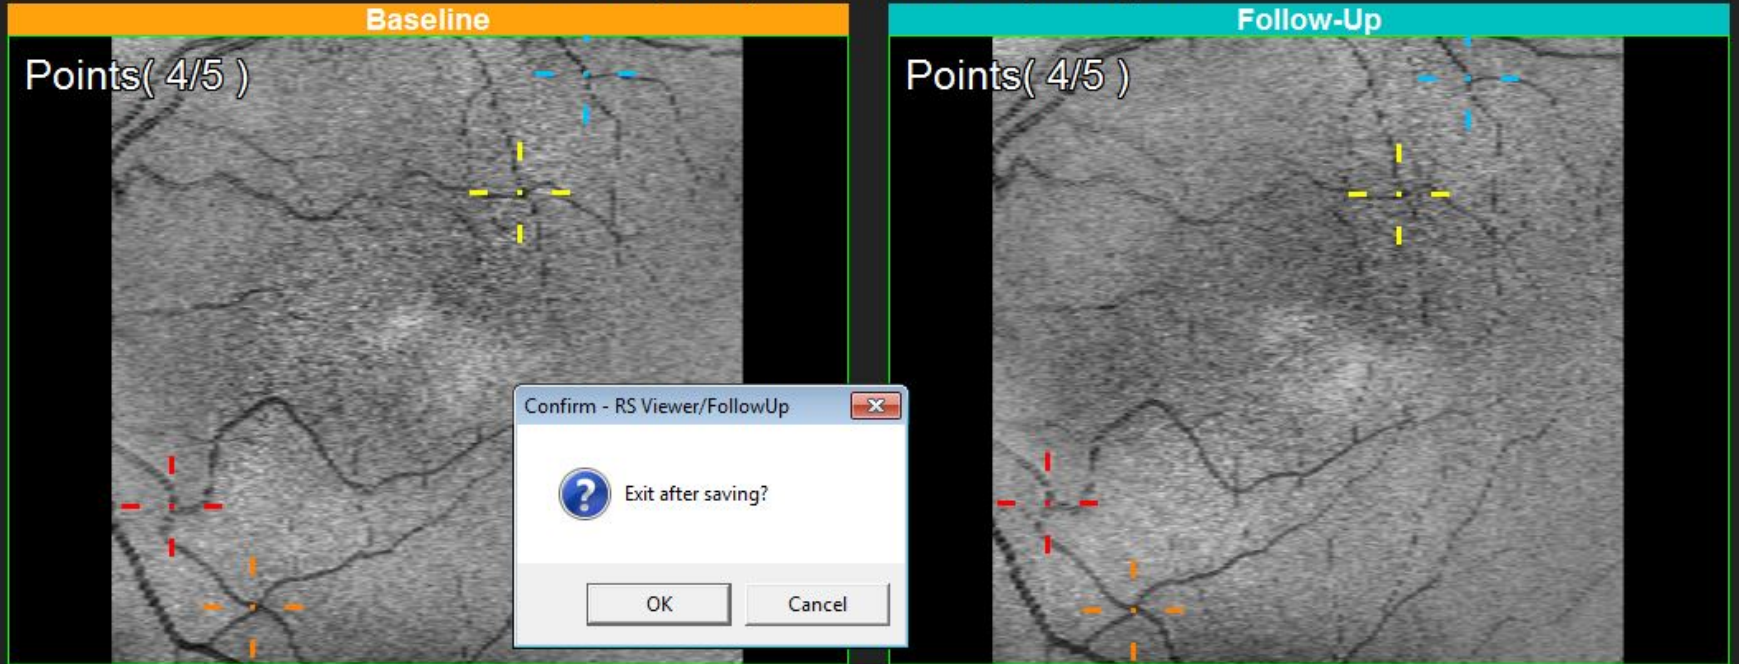 Baseline
Follow-Up
Points( 4/5 )
Points( 4/5 )
Confirm - RS Viewer/FollowUp
Exit after saving?
OK
Cancel